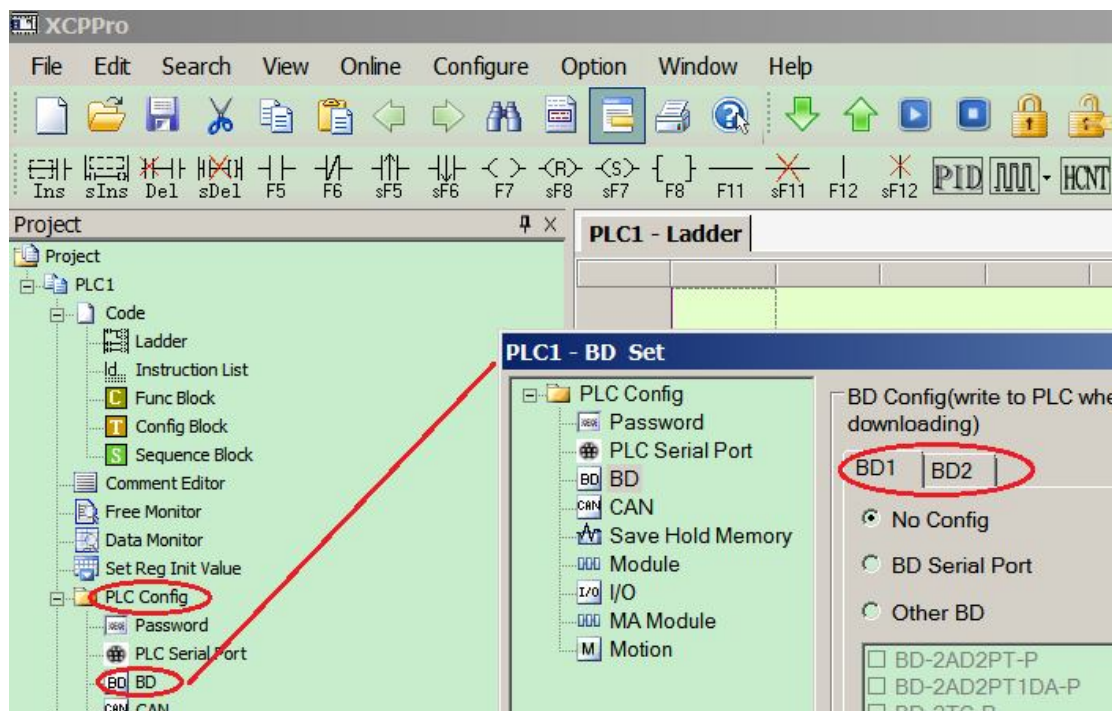 XCPPro
File Edit Search View Online Configure Option Window Help
Ins sIns Del sDel F5 F6 sF5 sF6 F7 sF8 sF7 F8 F11 sF11 F12 sF12 PID HCNT
Project
PLC1 - Ladder
Project
PLC1
Code
Ladder
Instruction List
Func Block
Config Block
Sequence Block
Comment Editor
Free Monitor
Data Monitor
Set Reg Init Value
PLC Config
Password
PLC Serial Port
BD BD
CAN CAN
PLC1 - BD Set
PLC Config
Password
PLC Serial Port
BD BD
CAN CAN
Save Hold Memory
Module
I/O I/O
MA Module
M Motion
BD Config(write to PLC whe
downloading)
BD1 BD2
No Config
BD Serial Port
Other BD
BD-2AD2PT-P
BD-2AD2PT1DA-P